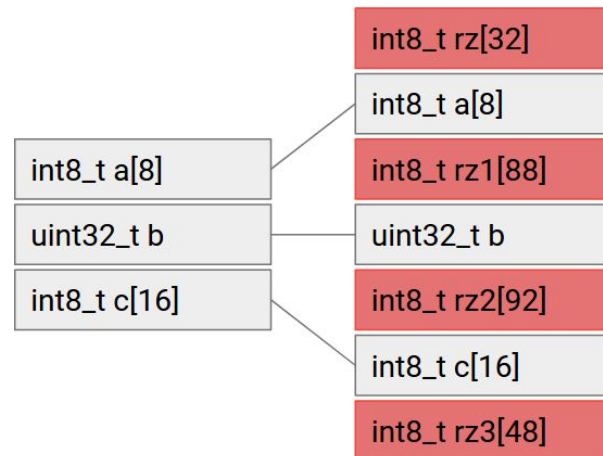 int8_t a[8]
uint32_t b
int8_t c[16]
int8_t rz[32]
int8_t a[8]
int8_t rz1[88]
uint32_t b
int8_t rz2[92]
int8_t c[16]
int8_t rz3[48]